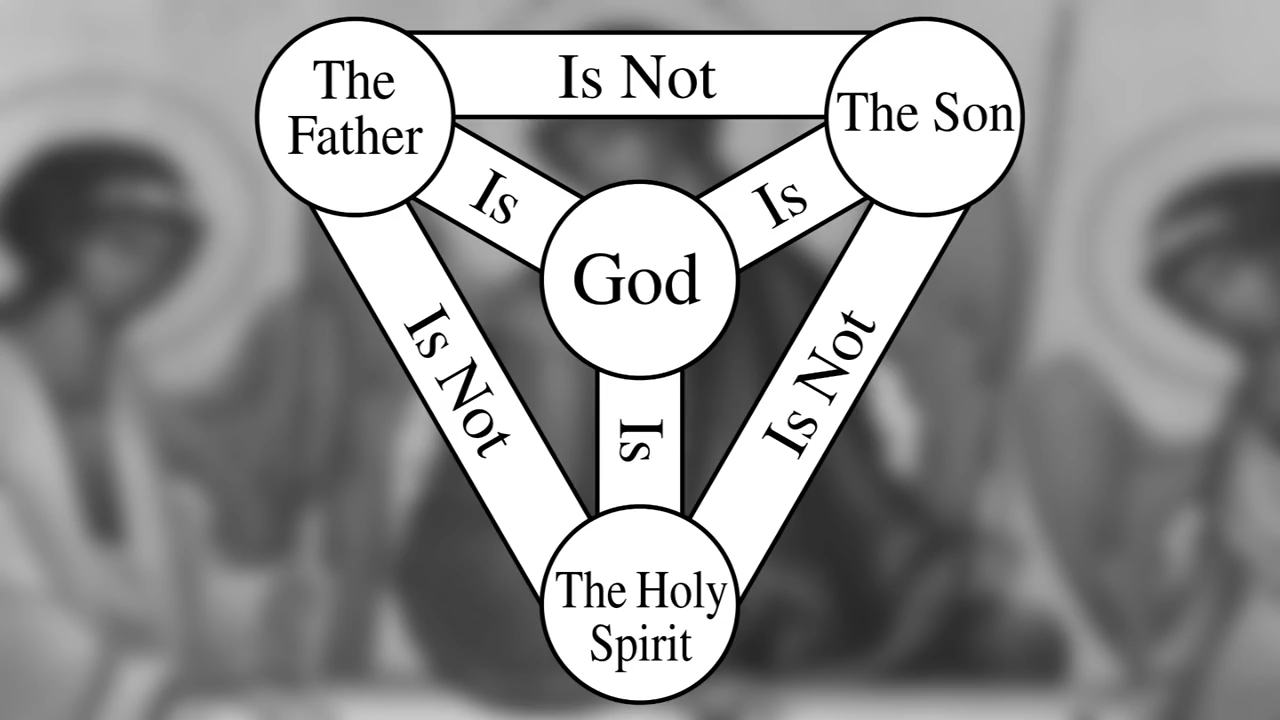 The
Father
Is Not
The Son
Is
Is
God
Is Not
Is
Is Not
The Holy
Spirit